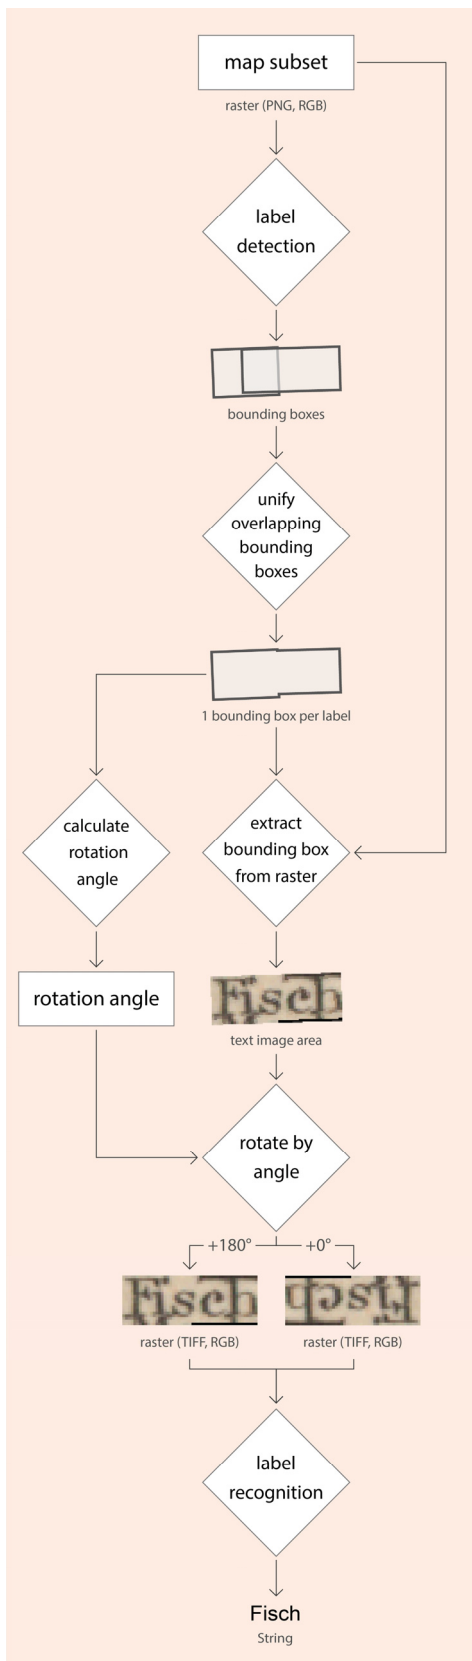 map subset
raster (PNG, RGB)
label
detection
bounding boxes
unify
overlapping
bounding
boxes
1 bounding box per label
calculate
rotation
angle
extract
bounding box
from raster
rotation angle
Fisch
text image area
rotate by
angle
+180°
+0°
Fisch
Fisch
raster (TIFF, RGB)
raster (TIFF, RGB)
label
recognition
Fisch
String